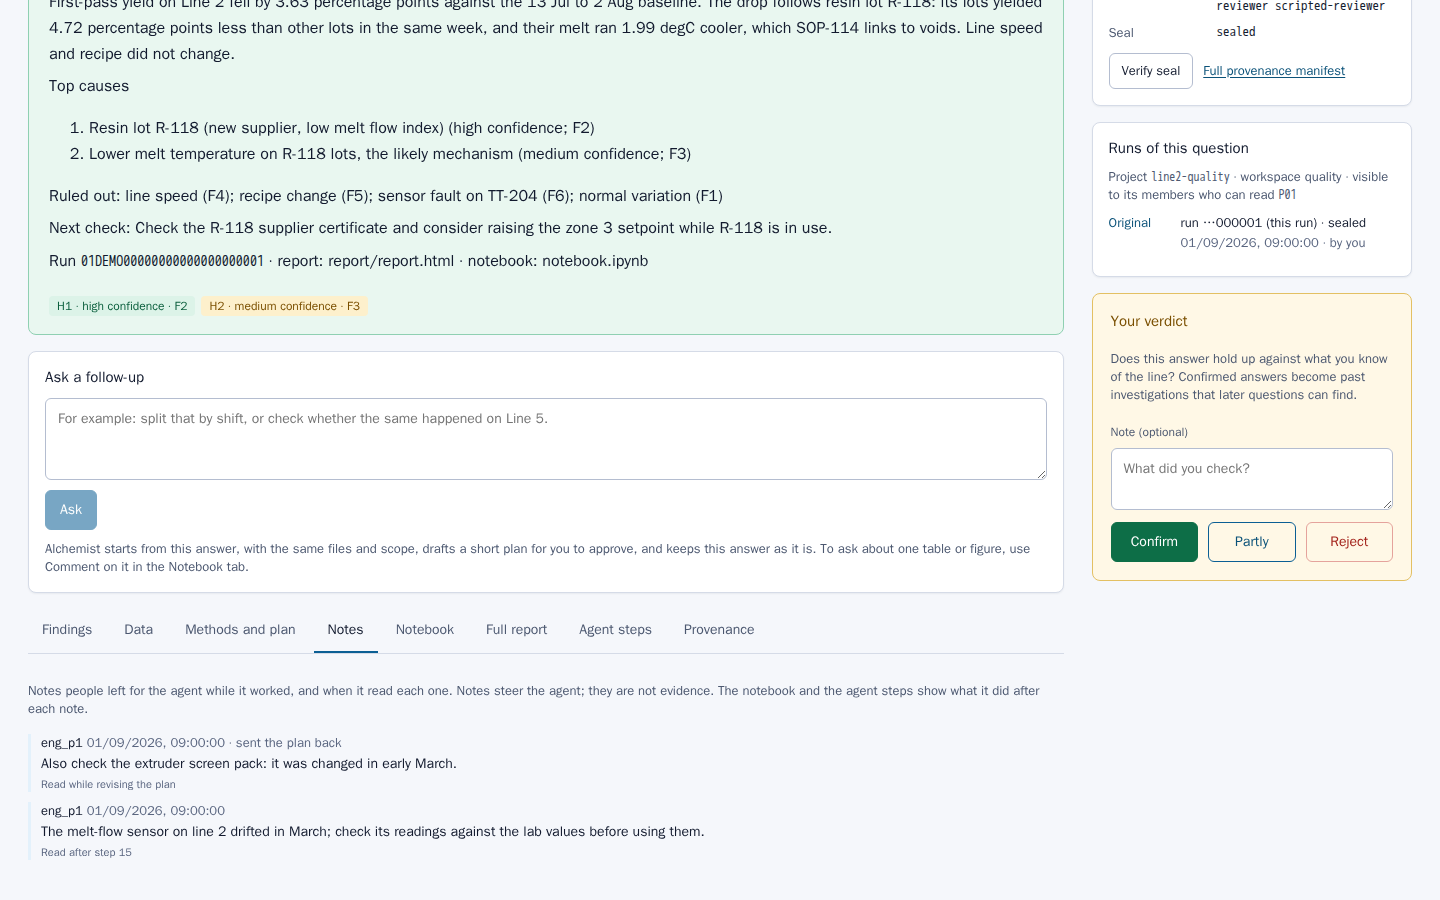 First-pass yield on Line 2 fell by 3.63 percentage points against the 13 Jul to 2 Aug baseline. The drop follows resin lot R-118: its lots yielded
4.72 percentage points less than other lots in the same week, and their melt ran 1.99 degC cooler, which SOP-114 links to voids. Line speed
and recipe did not change.
Top causes
1. Resin lot R-118 (new supplier, low melt flow index) (high confidence; F2)
2. Lower melt temperature on R-118 lots, the likely mechanism (medium confidence; F3)
Ruled out: line speed (F4); recipe change (F5); sensor fault on TT-204 (F6); normal variation (F1)
Next check: Check the R-118 supplier certificate and consider raising the zone 3 setpoint while R-118 is in use.
Run 01DEMO00000000000000000001 · report: report/report.html · notebook: notebook.ipynb
H1 · high confidence · F2
H2 · medium confidence · F3
Ask a follow-up
For example: split that by shift, or check whether the same happened on Line 5.
Ask
Alchemist starts from this answer, with the same files and scope, drafts a short plan for you to approve, and keeps this answer as it is. To ask about one table or figure, use
Comment on it in the Notebook tab.
Findings
Data
Methods and plan
Notes
Notebook
Full report
Agent steps
Provenance
Notes people left for the agent while it worked, and when it read each one. Notes steer the agent; they are not evidence. The notebook and the agent steps show what it did after
each note.
eng_p1 01/09/2026, 09:00:00 · sent the plan back
Also check the extruder screen pack: it was changed in early March.
Read while revising the plan
eng_p1 01/09/2026, 09:00:00
The melt-flow sensor on line 2 drifted in March; check its readings against the lab values before using them.
Read after step 15
reviewer scripted-reviewer
Seal sealed
Verify seal
Full provenance manifest
Runs of this question
Project line2-quality · workspace quality · visible
to its members who can read P01
Original run ···000001 (this run) · sealed
01/09/2026, 09:00:00 · by you
Your verdict
Does this answer hold up against what you know
of the line? Confirmed answers become past
investigations that later questions can find.
Note (optional)
What did you check?
Confirm
Partly
Reject